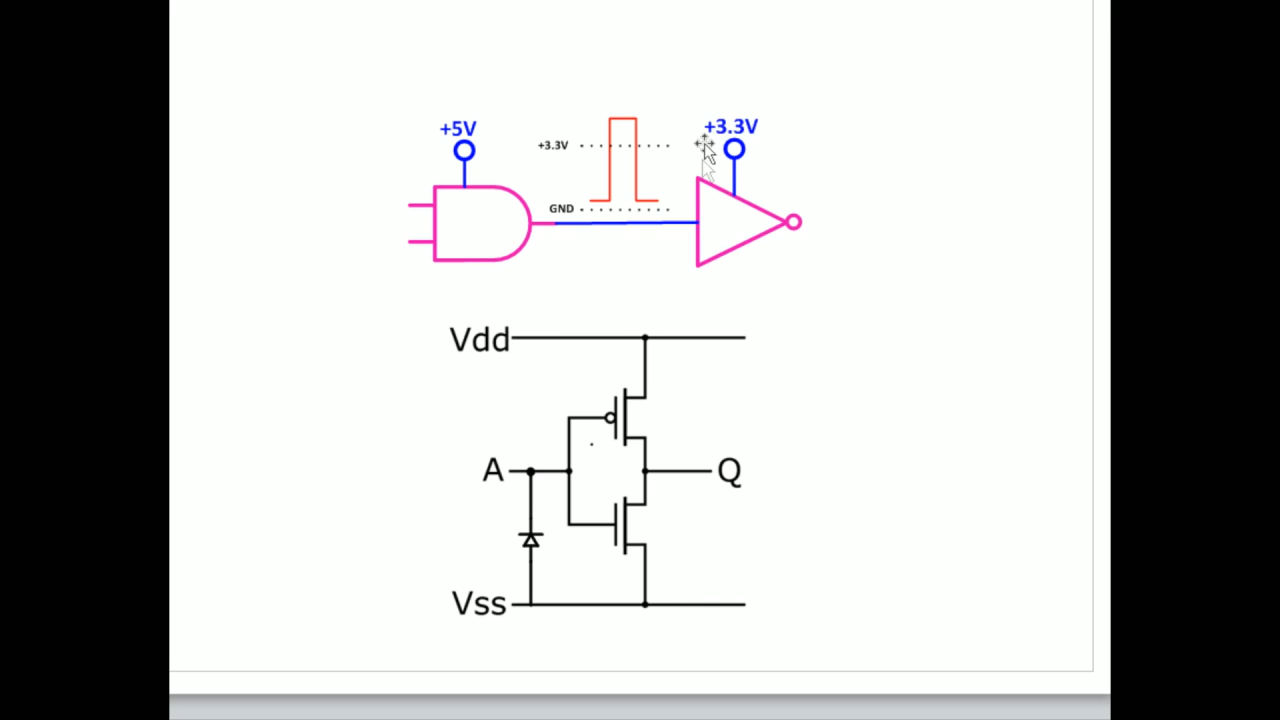 +5V
+3.3V
+3.3V
GND
Vdd
A
Q
Vss